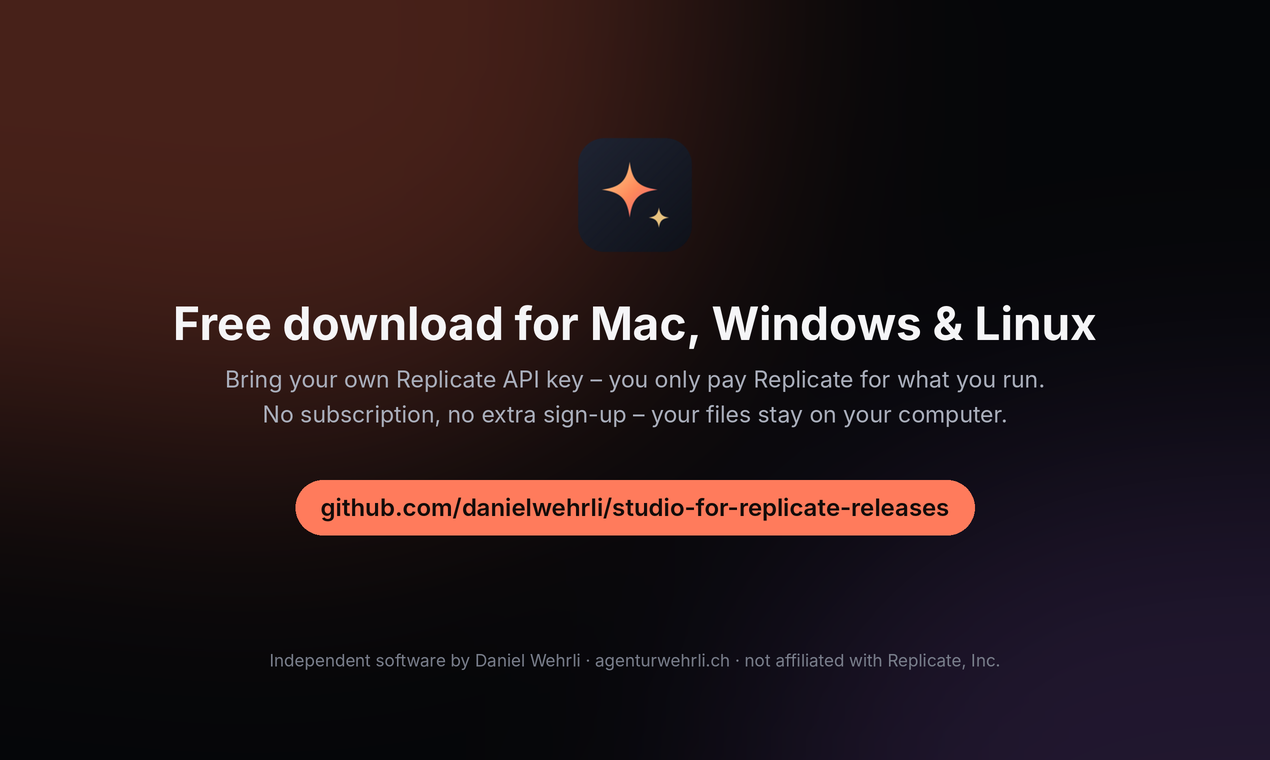 Free download for Mac, Windows & Linux
Bring your own Replicate API key – you only pay Replicate for what you run.
No subscription, no extra sign-up – your files stay on your computer.
github.com/danielwehrli/studio-for-replicate-releases
Independent software by Daniel Wehrli · agenturwehrli.ch · not affiliated with Replicate, Inc.